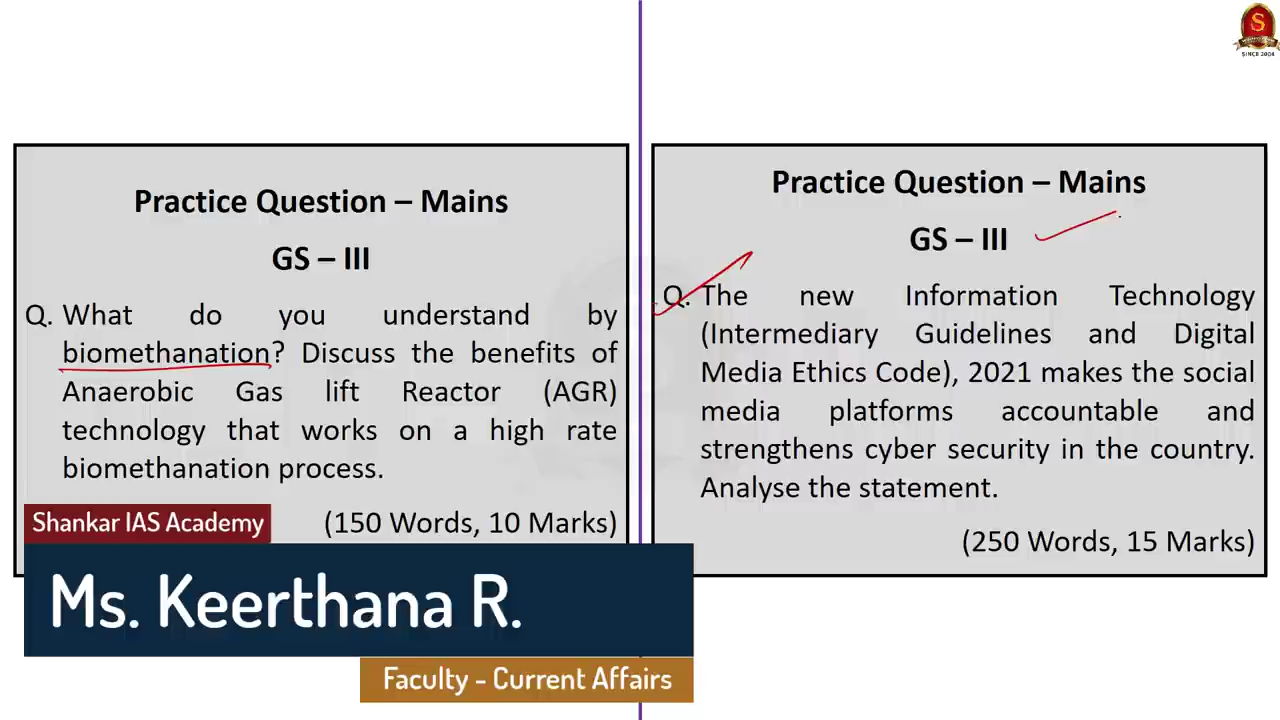 S
SINCE 2004
Practice Question – Mains
GS – III
Q. What do you understand by
biomethanation? Discuss the benefits of
Anaerobic Gas lift Reactor (AGR)
technology that works on a high rate
biomethanation process.
(150 Words, 10 Marks)
Practice Question – Mains
GS – III
Q. The new Information Technology
(Intermediary Guidelines and Digital
Media Ethics Code), 2021 makes the social
media platforms accountable and
strengthens cyber security in the country.
Analyse the statement.
(250 Words, 15 Marks)
Shankar IAS Academy
Ms. Keerthana R.
Faculty - Current Affairs